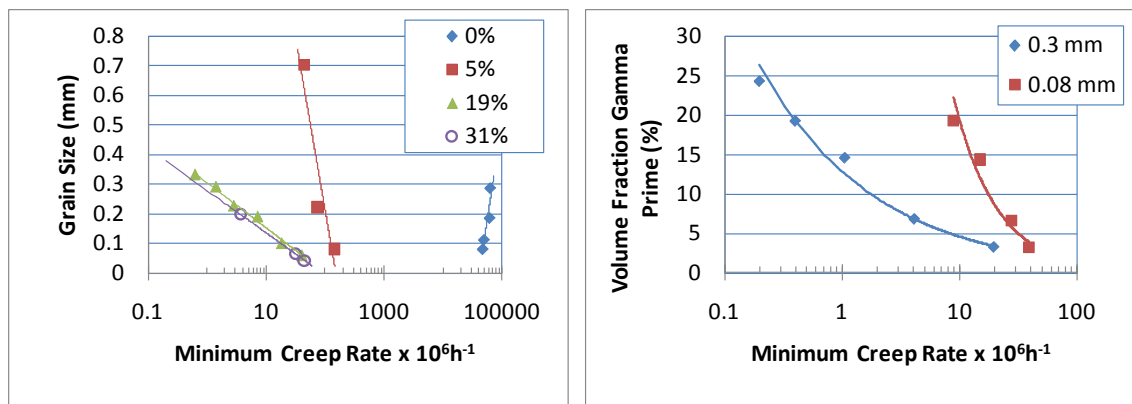 0.8
0.7
0.6
0.5
0.4
0.3
0.2
0.1
0
Grain Size (mm)
0%
5%
19%
31%
0.1 10 1000 100000
Minimum Creep Rate x 10⁶h⁻¹
30
25
20
15
10
5
0
Volume Fraction Gamma
Prime (%)
0.3 mm
0.08 mm
0.1 1 10 100
Minimum Creep Rate x 10⁶h⁻¹